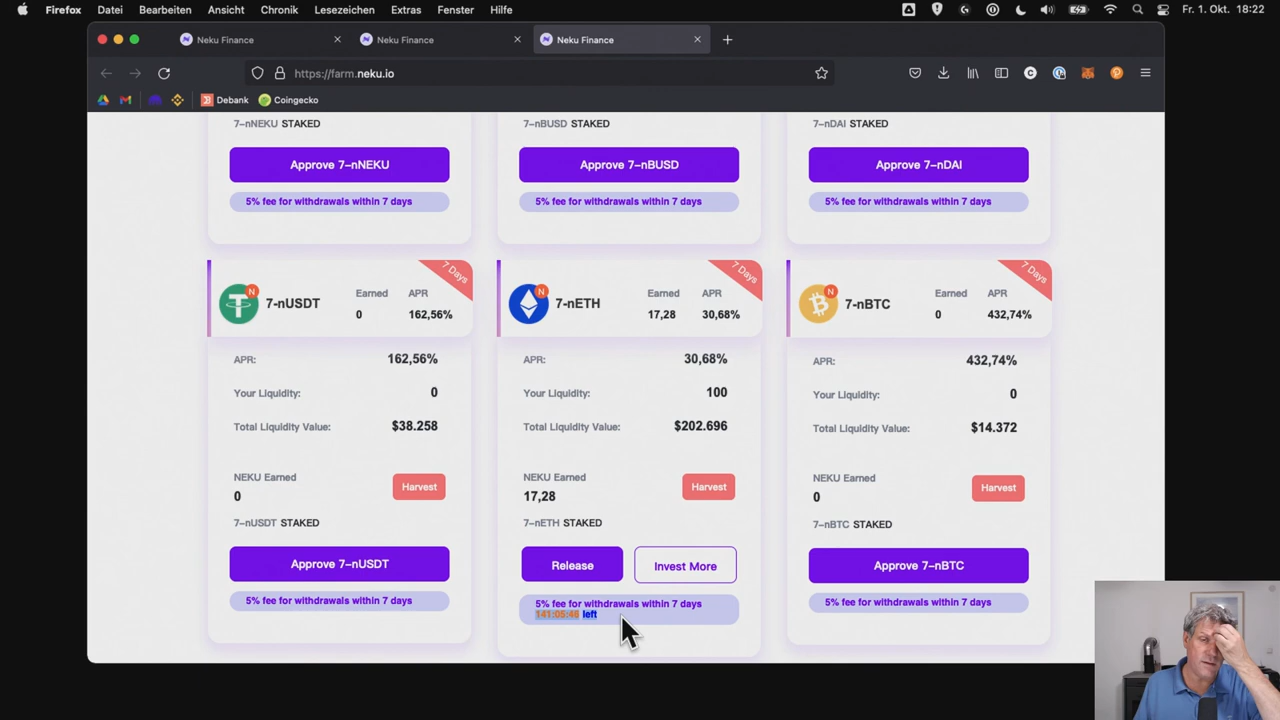 Firefox Datei Bearbeiten Ansicht Chronik Lesezeichen Extras Fenster Hilfe Fr. 1. Okt. 18:22
Neku Finance Neku Finance Neku Finance
https://farm.neku.io
Debank Coingecko
7-nNEKU STAKED
Approve 7-nNEKU
5% fee for withdrawals within 7 days
7-nBUSD STAKED
Approve 7-nBUSD
5% fee for withdrawals within 7 days
7-nDAI STAKED
Approve 7-nDAI
5% fee for withdrawals within 7 days
7 Days
7-nUSDT
Earned APR
0 162,56%
APR: 162,56%
Your Liquidity: 0
Total Liquidity Value: $38.258
NEKU Earned
0
Harvest
7-nUSDT STAKED
Approve 7-nUSDT
5% fee for withdrawals within 7 days
7 Days
7-nETH
Earned APR
17,28 30,68%
APR: 30,68%
Your Liquidity: 100
Total Liquidity Value: $202.696
NEKU Earned
17,28
Harvest
7-nETH STAKED
Release Invest More
5% fee for withdrawals within 7 days
141:05:46 left
7 Days
7-nBTC
Earned APR
0 432,74%
APR: 432,74%
Your Liquidity: 0
Total Liquidity Value: $14.372
NEKU Earned
0
Harvest
7-nBTC STAKED
Approve 7-nBTC
5% fee for withdrawals within 7 days